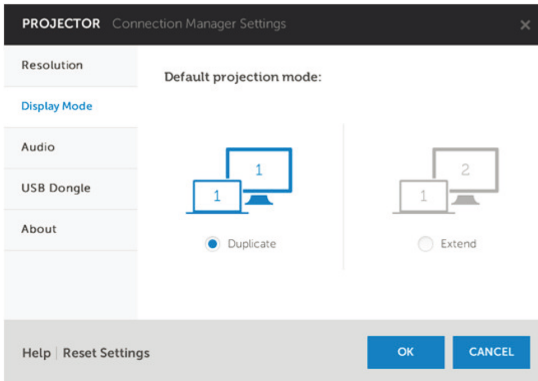 PROJECTOR Connection Manager Settings ×
Resolution
Display Mode
Audio
USB Dongle
About
Default projection mode:
1 1
1 2
Duplicate
Extend
Help | Reset Settings
OK
CANCEL